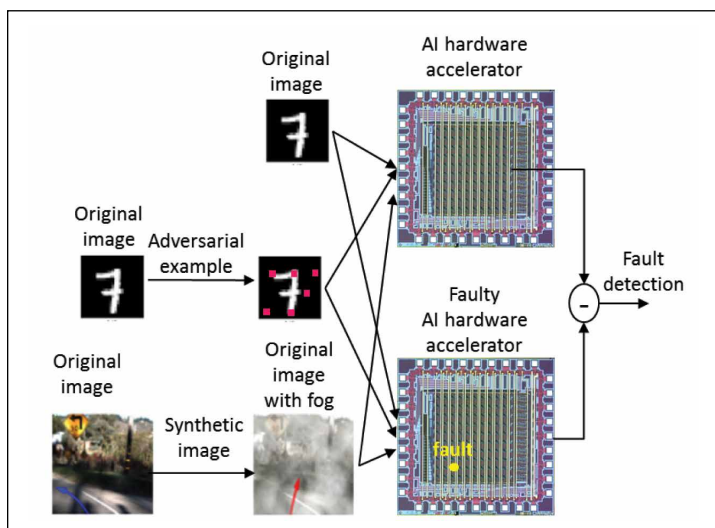 Original
image
AI hardware
accelerator
Original
image
Adversarial
example
Fault
detection
-
Faulty
AI hardware
accelerator
Original
image
Original
image
with fog
Synthetic
image
fault